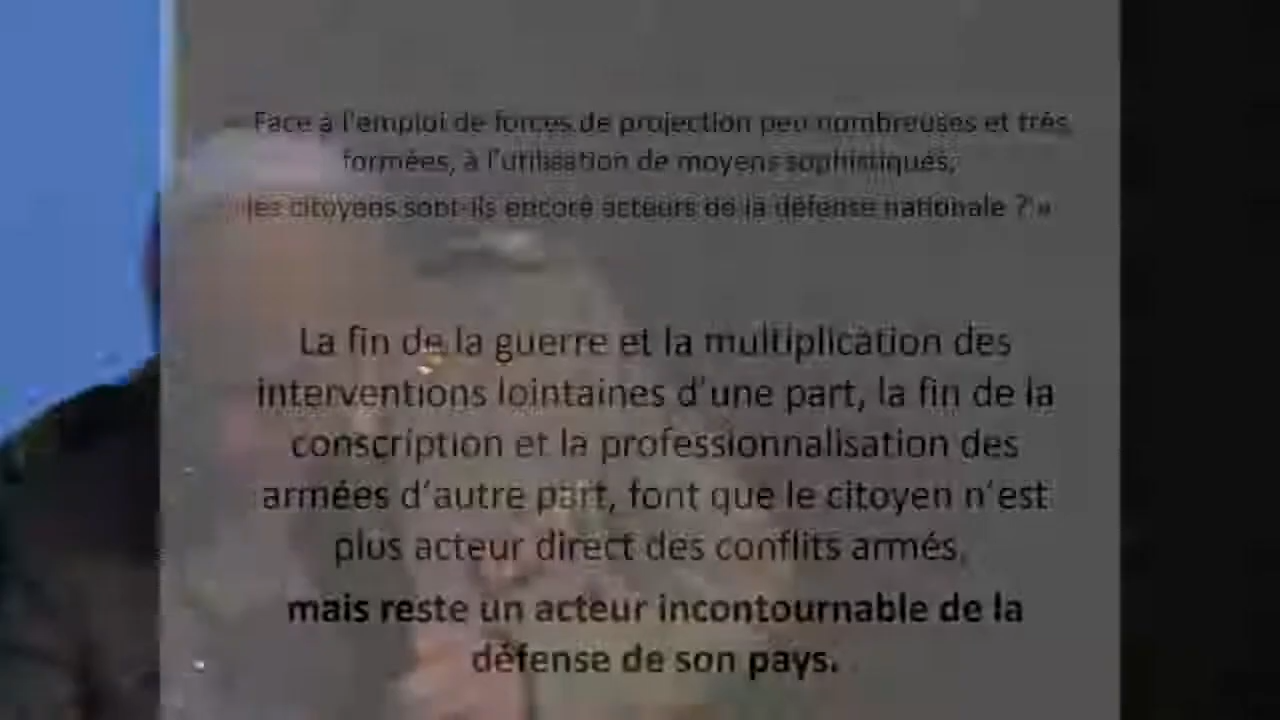 Face à l'emploi de forces de projection peu nombreuses et très
formées, à l'utilisation de moyens sophistiqués,
les citoyens sont-ils encore acteurs de la défense nationale ? »
La fin de la guerre et la multiplication des
interventions lointaines d'une part, la fin de la
conscription et la professionnalisation des
armées d'autre part, font que le citoyen n'est
plus acteur direct des conflits armés,
mais reste un acteur incontournable de la
défense de son pays.